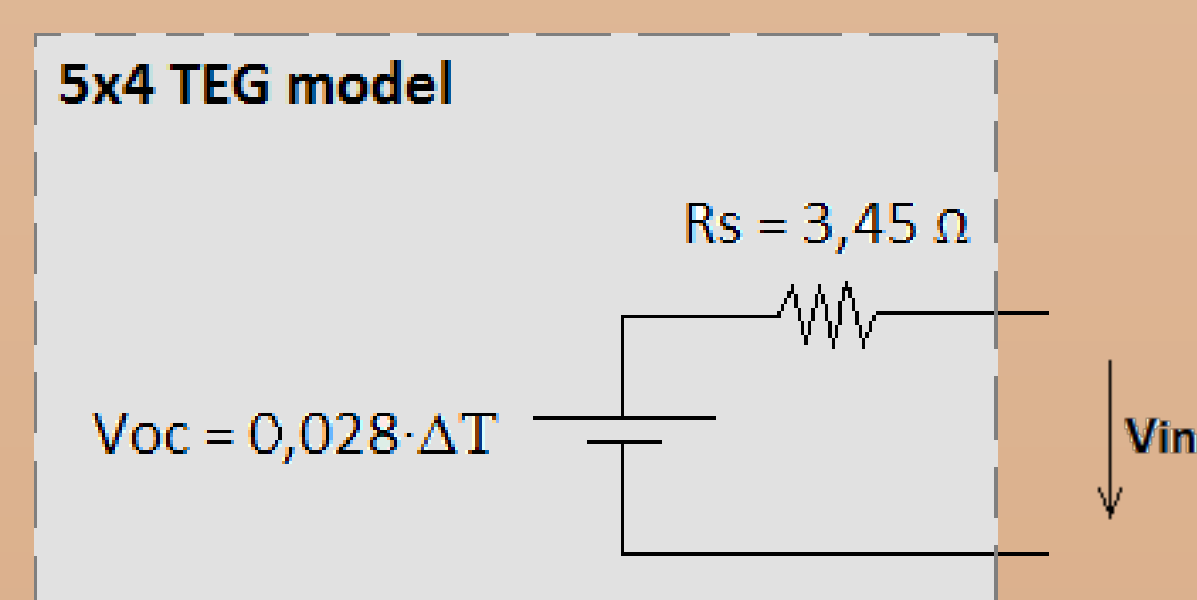 5x4 TEG model
Rs = 3,45 Ω
Voc = 0,028·ΔT
Vin